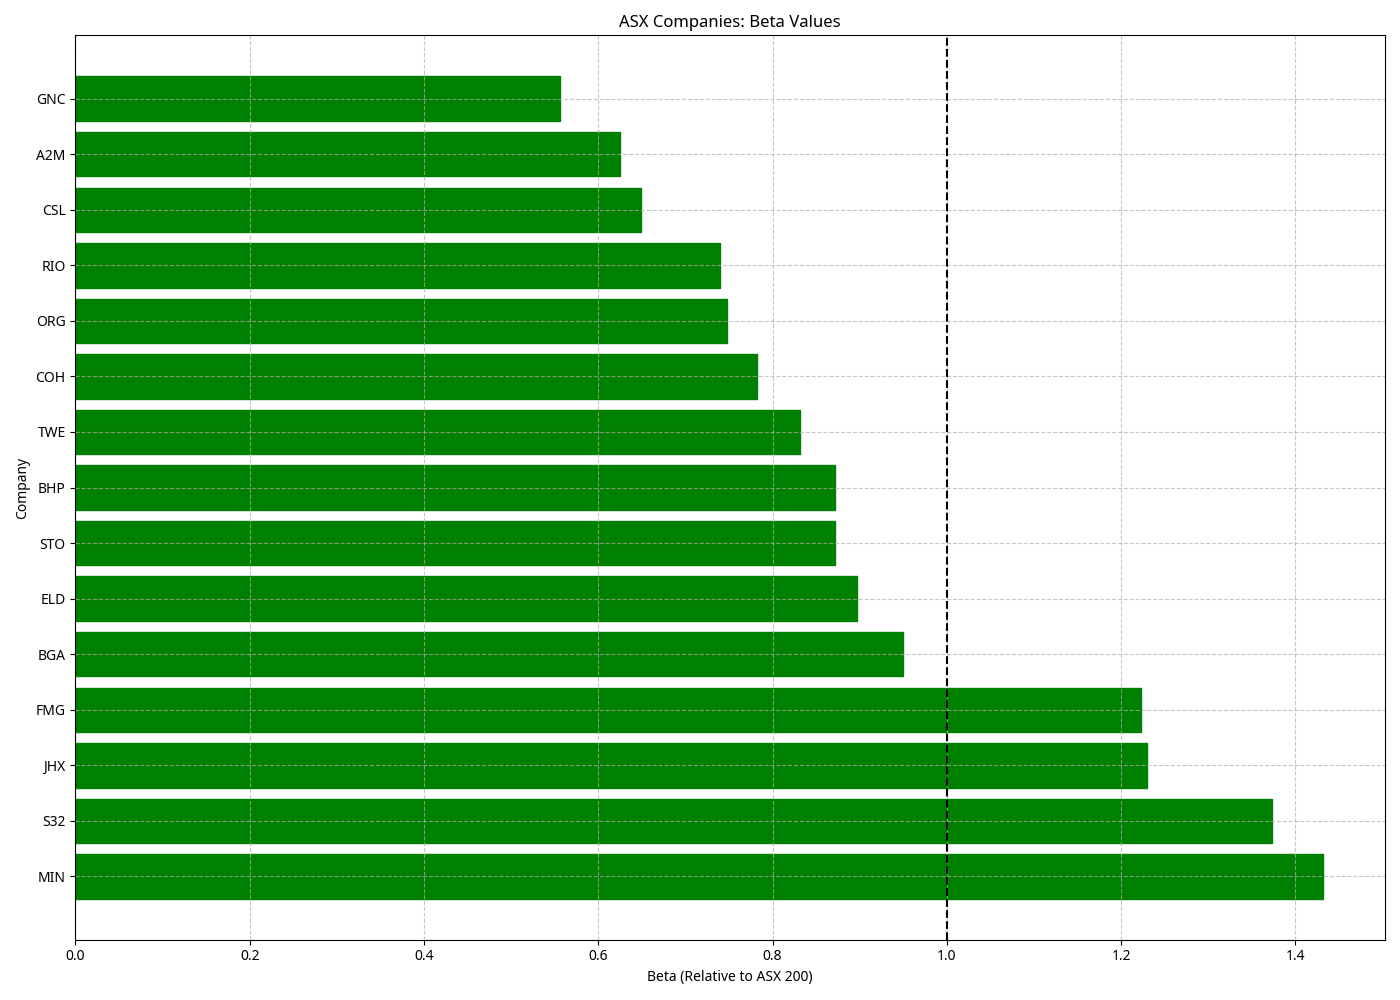 ASX Companies: Beta Values
GNC
A2M
CSL
RIO
ORG
COH
TWE
BHP
STO
ELD
BGA
FMG
JHX
S32
MIN
Company
0.0 0.2 0.4 0.6 0.8 1.0 1.2 1.4
Beta (Relative to ASX 200)